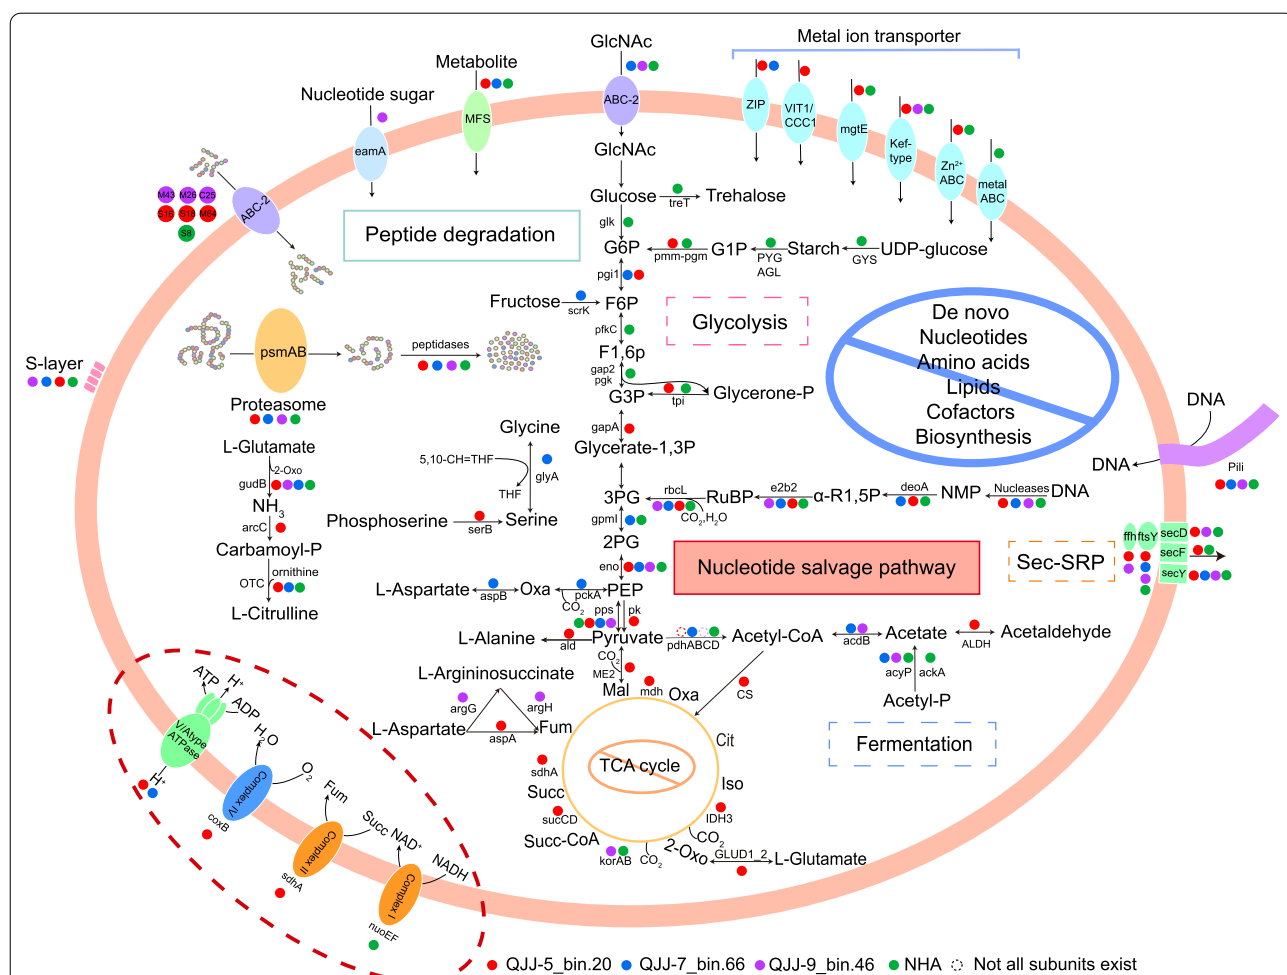 Metal ion transporter
GlcNAc
Metabolite
Nucleotide sugar
ABC-2
MFS
eamA
ZIP
VIT1/
CCC1
mgtE
Kef-
type
Zn²⁺
ABC
metal
ABC
M43 M26 C25
S16 G13 M34
S8
ABC-2
GlcNAc
Peptide degradation
Glucose
treT
Trehalose
glk
G6P
pmm-pgm
G1P
PYG
AGL
Starch
GYS
UDP-glucose
pgi1
Fructose
scrK
F6P
Glycolysis
pfkC
F1,6p
gap2
pgk
G3P
tpi
Glycerone-P
De novo
Nucleotides
Amino acids
Lipids
Cofactors
Biosynthesis
psmAB
Proteasome
peptidases
S-layer
gapA
Glycerate-1,3P
DNA
DNA
Pili
L-Glutamate
2-Oxo
gudB
NH₃
arcC
Carbamoyl-P
ornithine
OTC
L-Citrulline
Glycine
5,10-CH=THF
glyA
THF
Phosphoserine
serB
Serine
3PG
rbcL
CO₂,H₂O
RuBP
e2b2
α-R1,5P
deoA
NMP
Nucleases
DNA
gpmI
2PG
eno
Nucleotide salvage pathway
Sec-SRP
ffh
ftsY
secD
secF
secY
L-Aspartate
aspB
Oxa
pckA
CO₂
PEP
pps
pk
L-Alanine
ald
Pyruvate
pdhABCD
Acetyl-CoA
acdB
Acetate
ALDH
Acetaldehyde
acyP
ackA
Acetyl-P
CO₂
ME2
Mal
mdh
Oxa
CS
L-Argininosuccinate
argG
argH
L-Aspartate
aspA
Fum
Cit
Fermentation
TCA cycle
sdhA
Succ
sucCD
Succ-CoA
korAB
CO₂
Iso
IDH3
CO₂
2-Oxo
GLUD1_2
L-Glutamate
ATP
H⁺
ADP
V/Atype
ATPase
H⁺
H₂O
O₂
Complex IV
coxB
Fum
Succ
Complex II
sdhA
NAD⁺
NADH
Complex I
nuoEF
QJJ-5_bin.20 QJJ-7_bin.66 QJJ-9_bin.46 NHA Not all subunits exist